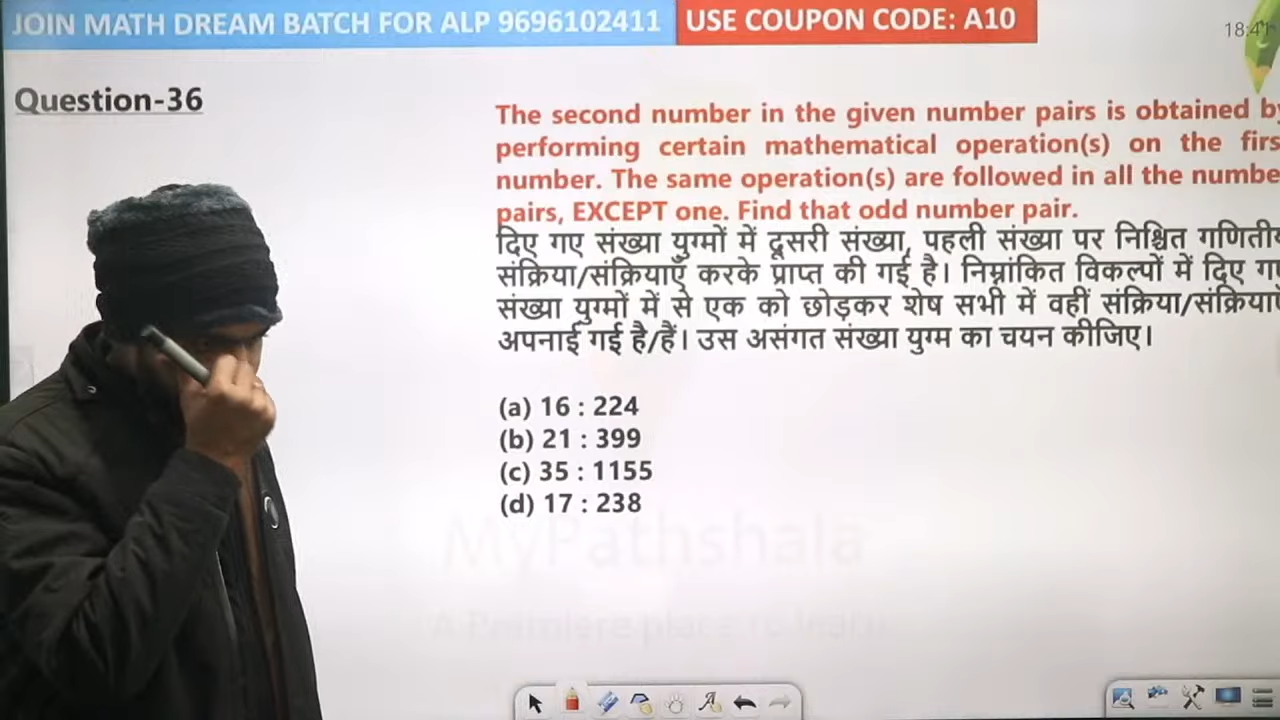 JOIN MATH DREAM BATCH FOR ALP 9696102411 USE COUPON CODE: A10
18:41
Question-36
The second number in the given number pairs is obtained by
performing certain mathematical operation(s) on the firs
number. The same operation(s) are followed in all the numbe
pairs, EXCEPT one. Find that odd number pair.
दिए गए संख्या युग्मों में दूसरी संख्या, पहली संख्या पर निश्चित गणितीय
संक्रिया/संक्रियाएँ करके प्राप्त की गई है। निम्नांकित विकल्पों में दिए गए
संख्या युग्मों में से एक को छोड़कर शेष सभी में वहीं संक्रिया/संक्रियाएँ
अपनाई गई है/हैं। उस असंगत संख्या युग्म का चयन कीजिए।
(a) 16 : 224
(b) 21 : 399
(c) 35 : 1155
(d) 17 : 238
MyPathshala
A Premiere place to learn